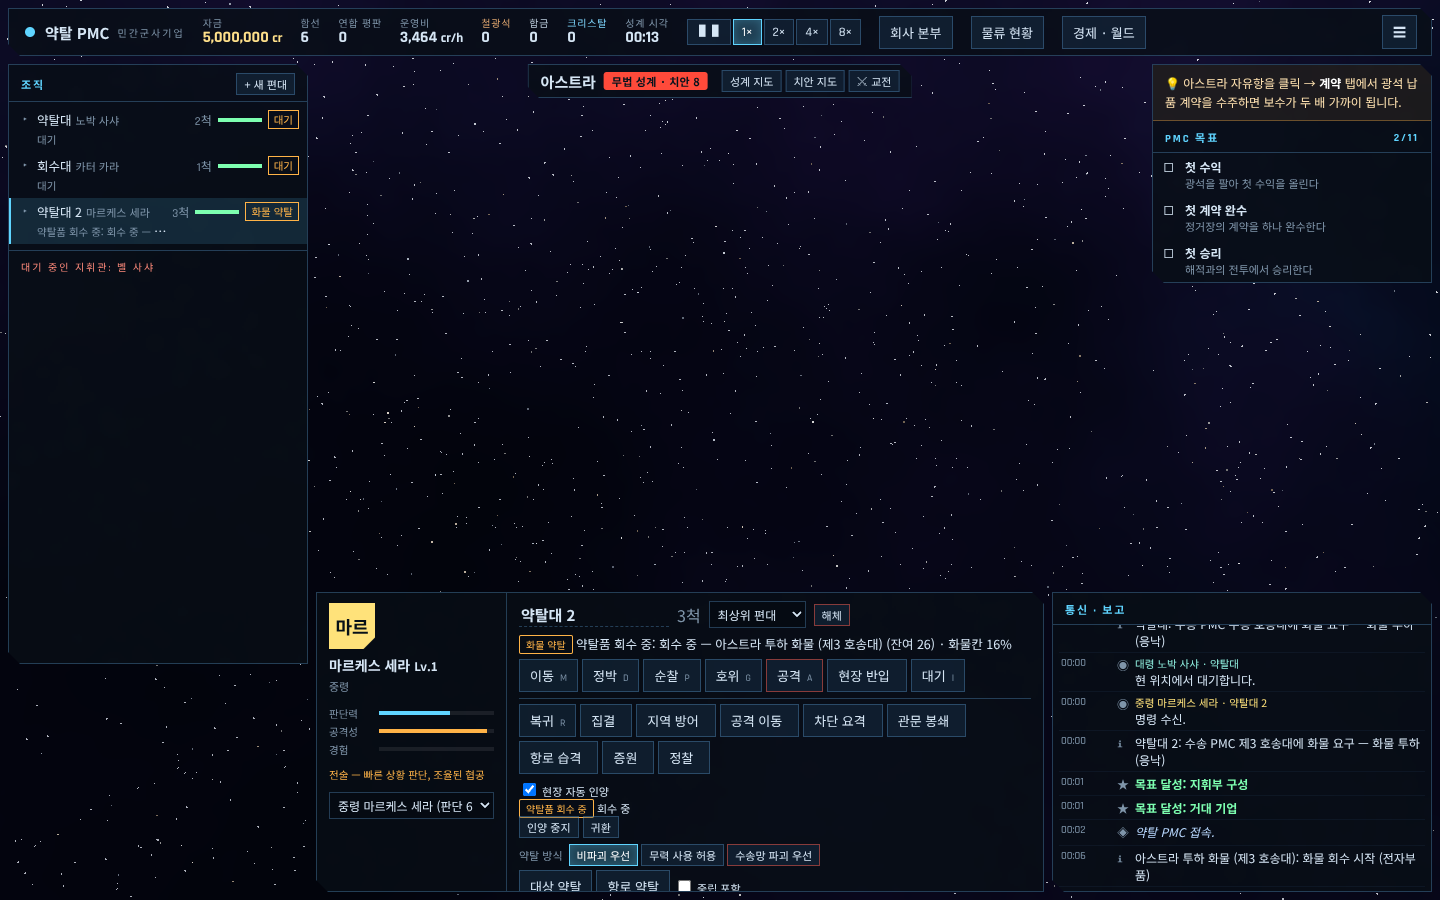 약탈 PMC 민간군사기업
자금 5,000,000 cr
함선 6
연합 평판 0
운영비 3,464 cr/h
철광석 0
합금 0
크리스탈 0
성계 시각 00:13
1× 2× 4× 8×
회사 본부
물류 현황
경제 · 월드
조직
+ 새 편대
약탈대 노박 사샤 2척 대기
대기
회수대 카터 카라 1척 대기
대기
약탈대 2 마르케스 세라 3척 화물 약탈
약탈품 회수 중: 회수 중 — ···
대기 중인 지휘관: 벨 사샤
아스트라 무법 성계 · 치안 8 성계 지도 치안 지도 ⚔ 교전
💡 아스트라 자유항을 클릭 → 계약 탭에서 광석 납
품 계약을 수주하면 보수가 두 배 가까이 됩니다.
PMC 목표 2/11
첫 수익
광석을 팔아 첫 수익을 올린다
첫 계약 완수
정거장의 계약을 하나 완수한다
첫 승리
해적과의 전투에서 승리한다
마르
마르케스 세라 Lv.1
중령
판단력
공격성
경험
전술 — 빠른 상황 판단, 조율된 협공
중령 마르케스 세라 (판단 6
약탈대 2 3척 최상위 편대 해체
화물 약탈 약탈품 회수 중: 회수 중 — 아스트라 투하 화물 (제3 호송대) (잔여 26) · 화물칸 16%
이동 M 정박 D 순찰 P 호위 G 공격 A 현장 반입 대기 I
복귀 R 집결 지역 방어 공격 이동 차단 요격 관문 봉쇄
항로 습격 증원 정찰
현장 자동 인양
약탈품 회수 중 회수 중
인양 중지 귀환
약탈 방식 비파괴 우선 무력 사용 허용 수송망 파괴 우선
대상 약탈 항로 약탈 중립 포함
통신 · 보고
약탈대: 수송 PMC 수송 호송대에 화물 요구 — 화물 투하
(응낙)
00:00 대령 노박 사샤 · 약탈대
현 위치에서 대기합니다.
00:00 중령 마르케스 세라 · 약탈대 2
명령 수신.
00:00 약탈대 2: 수송 PMC 제3 호송대에 화물 요구 — 화물 투하
(응낙)
00:01 ★ 목표 달성: 지휘부 구성
00:01 ★ 목표 달성: 거대 기업
00:02 약탈 PMC 접속.
00:06 아스트라 투하 화물 (제3 호송대): 화물 회수 시작 (전자부
품)